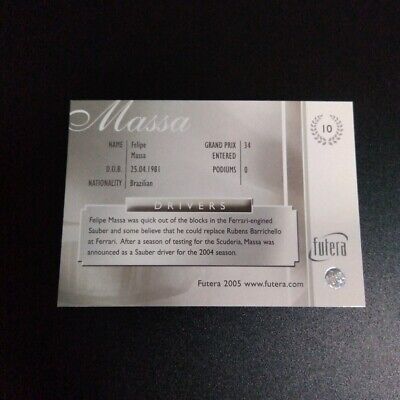 Massa
10
NAME Felipe Massa
GRAND PRIX ENTERED 34
D.O.B. 25.04.1981
PODIUMS 0
NATIONALITY Brazilian
DRIVERS
Felipe Massa was quick out of the blocks in the Ferrari-engined
Sauber and some believe that he could replace Rubens Barrichello
at Ferrari. After a season of testing for the Scuderia, Massa was
announced as a Sauber driver for the 2004 season.
futera
Futera 2005 www.futera.com